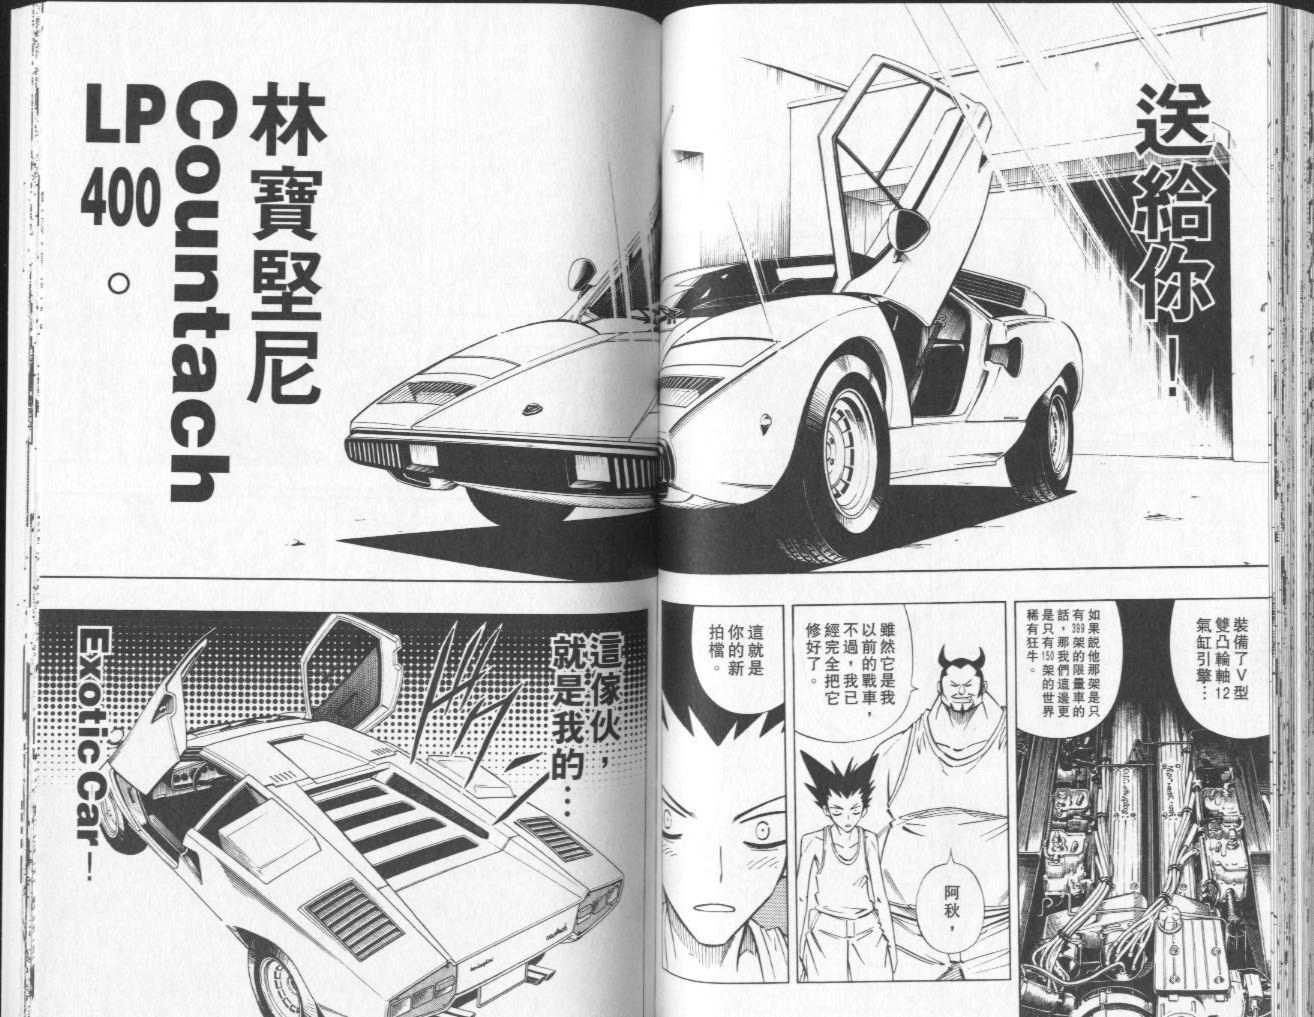 送給你！
林寶堅尼
Countach
LP
400。
裝備了V型
雙凸輪軸12
氣缸引擎…
如果說他那架是只
有399架的限量車的
話，那我們這邊更
是只有150架的世界
稀有狂牛。
雖然它是我
以前的戰車，
不過，我已
經完全把它
修好了。
阿秋，
這就是
你的新
拍檔。
這傢伙，
就是我的…
Exotic Car！